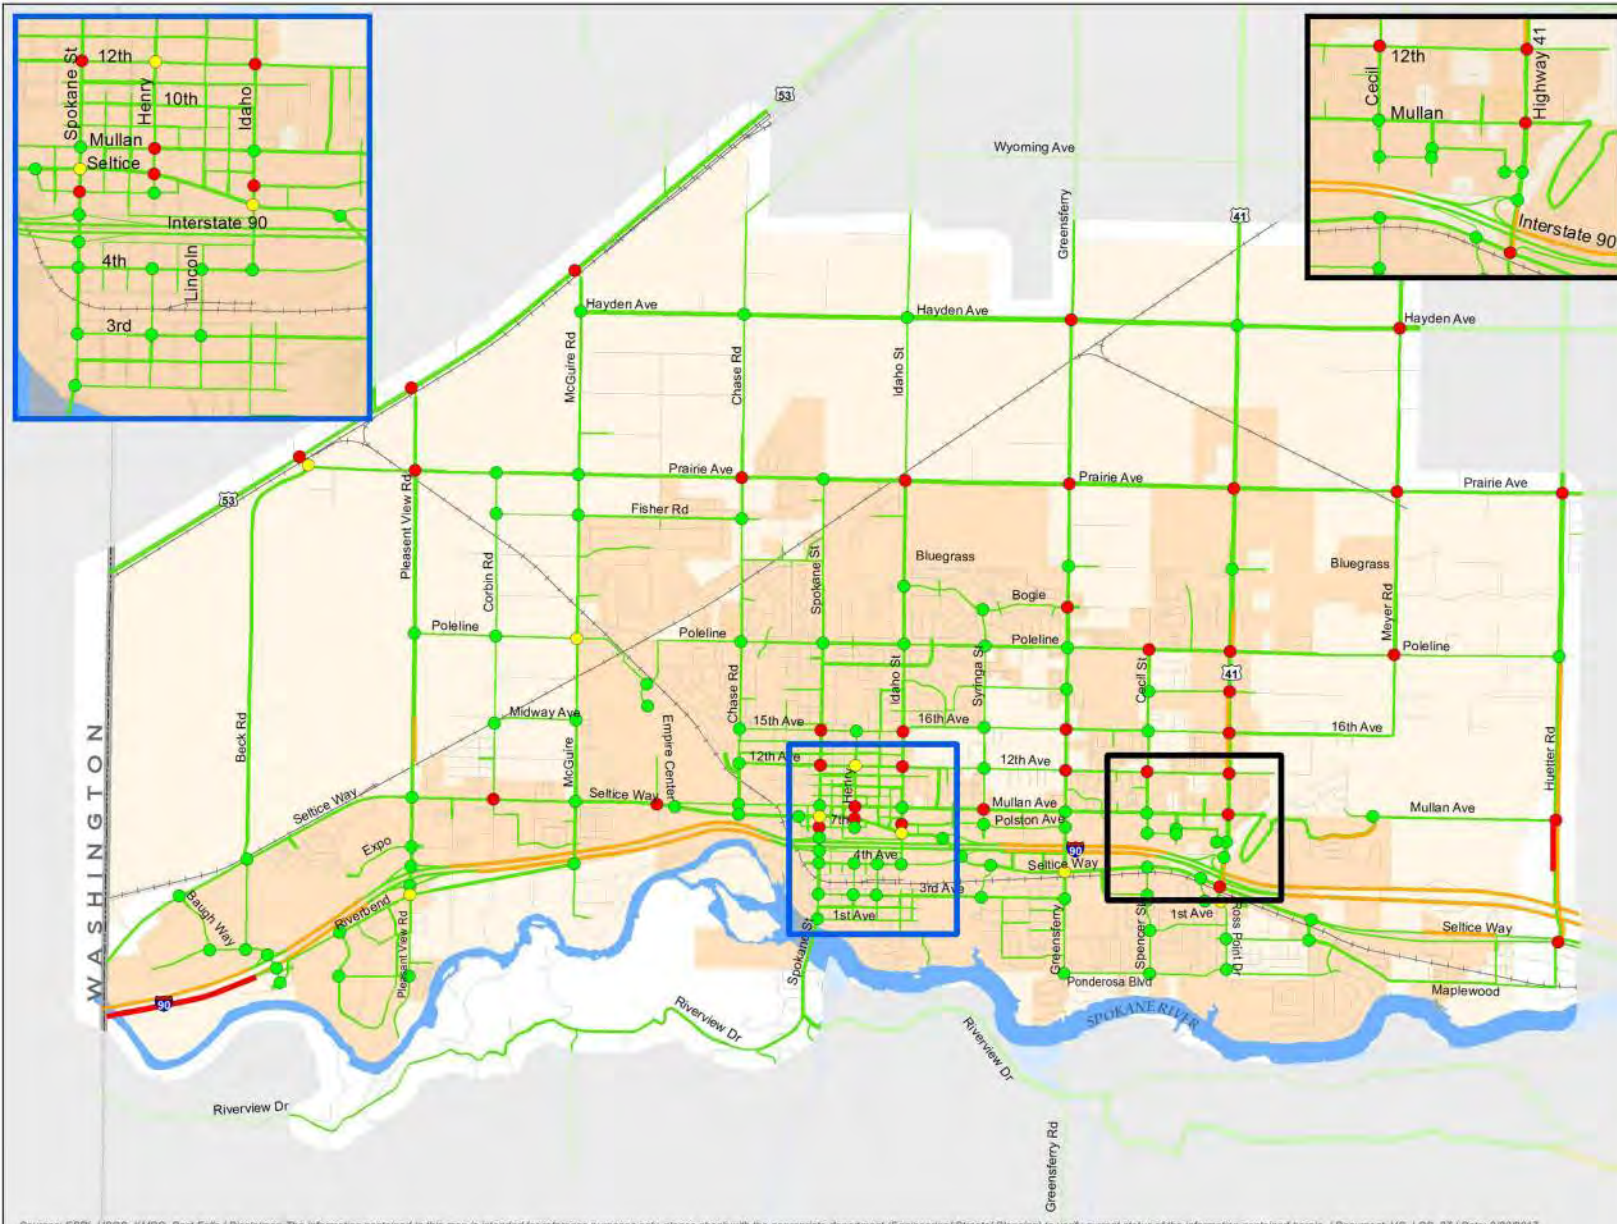 Spokane St
12th
Henry
10th
Idaho
Mullan
Seltice
Interstate 90
4th
Lincoln
3rd
12th
Cecil
Highway 41
Mullan
Interstate 90
53
Wyoming Ave
Greensferry
41
Hayden Ave
Hayden Ave
Hayden Ave
McGuire Rd
Chase Rd
Idaho St
Prairie Ave
Prairie Ave
Prairie Ave
53
Pleasent View Rd
Fisher Rd
Corbin Rd
Spokane St
Bluegrass
Bluegrass
Bogie
Meyer Rd
Poleline
Poleline
Poleline
Poleline
Chase Rd
Idaho St
Syringa St
Cecil St
41
Midway Ave
15th Ave
16th Ave
16th Ave
Beck Rd
McGuire
Empire Center
12th Ave
12th Ave
Huetter Rd
Henry
Seltice Way
Seltice Way
Mullan Ave
Mullan Ave
7th
Polston Ave
WASHINGTON
Expo
4th Ave
90
Seltice Way
3rd Ave
Baugh Way
Riverbend
1st Ave
1st Ave
Pleasant View Rd
Spokane St
Greensferry
Spencer St
Ross Point Dr
Seltice Way
Ponderosa Blvd
Maplewood
90
SPOKANE RIVER
Riverview Dr
Riverview Dr
Riverview Dr
Greensferry Rd